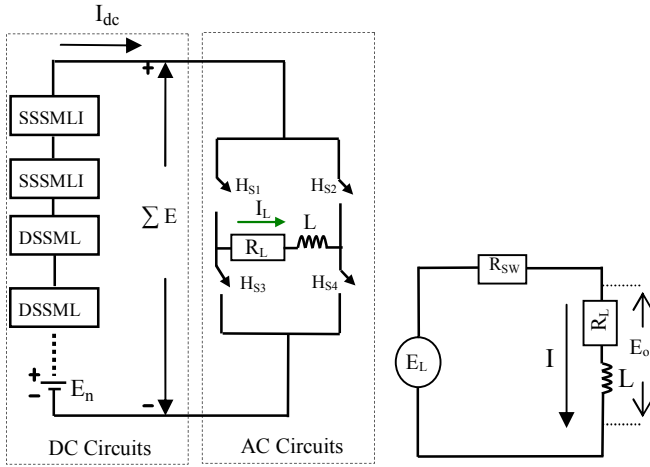 I_dc
+
SSSMLI
SSSMLI
DSSML
DSSML
+
−
E_n
∑ E
−
H_S1
H_S2
I_L
L
R_L
H_S3
H_S4
DC Circuits
AC Circuits
R_SW
E_L
I
R_L
L
E_o